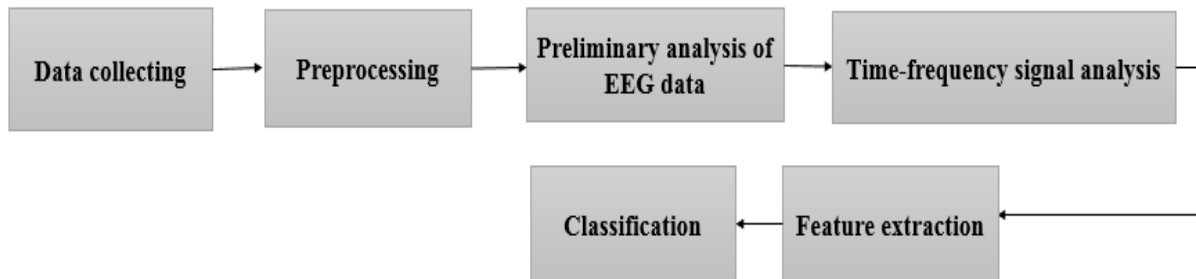 Data collecting
Preprocessing
Preliminary analysis of
EEG data
Time-frequency signal analysis
Feature extraction
Classification